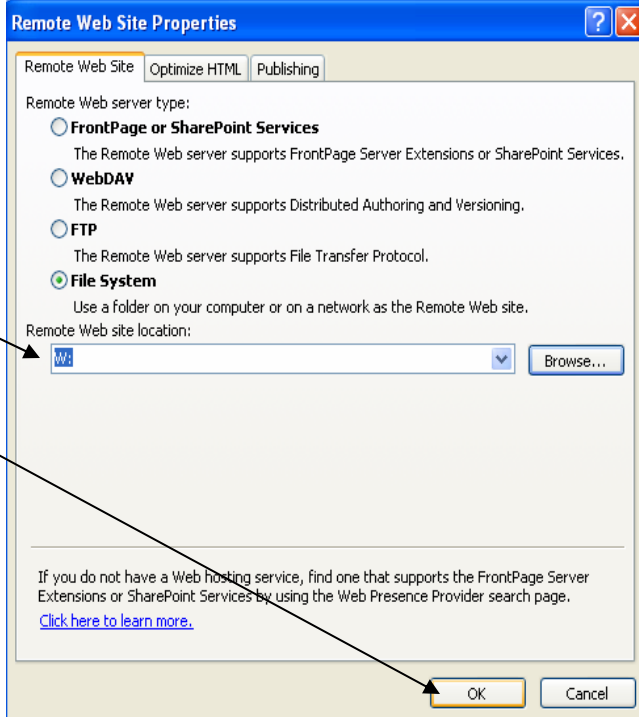 Remote Web Site Properties
Remote Web Site Optimize HTML Publishing
Remote Web server type:
FrontPage or SharePoint Services
The Remote Web server supports FrontPage Server Extensions or SharePoint Services.
WebDAV
The Remote Web server supports Distributed Authoring and Versioning.
FTP
The Remote Web server supports File Transfer Protocol.
File System
Use a folder on your computer or on a network as the Remote Web site.
Remote Web site location:
W: Browse...
If you do not have a Web hosting service, find one that supports the FrontPage Server
Extensions or SharePoint Services by using the Web Presence Provider search page.
Click here to learn more.
OK Cancel